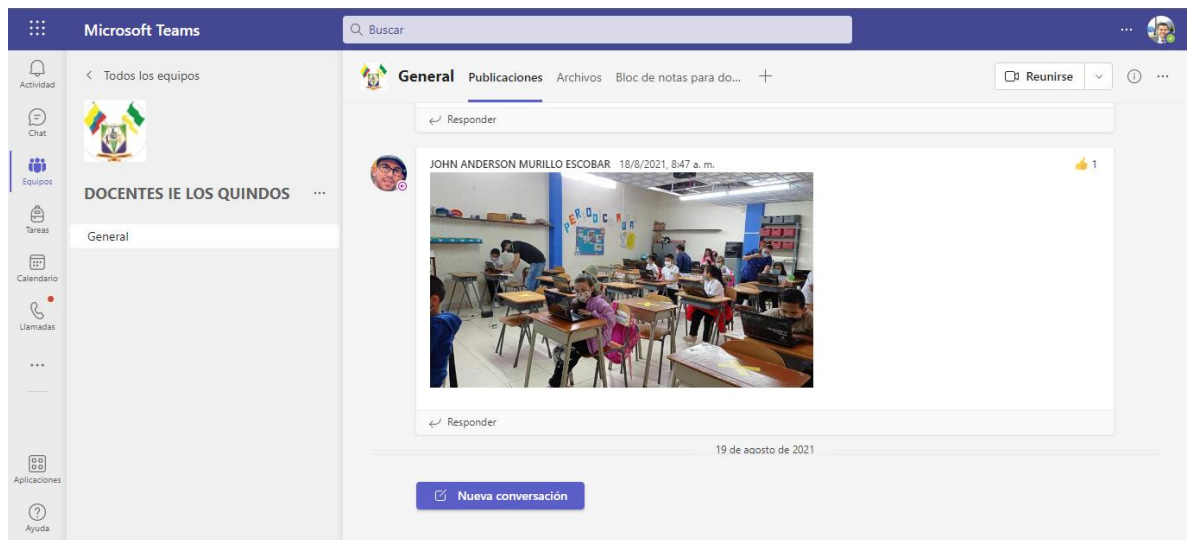 Microsoft Teams
Buscar
Actividad
Chat
Equipos
Tareas
Calendario
Llamadas
Aplicaciones
Ayuda
Todos los equipos
DOCENTES IE LOS QUINDOS
General
General Publicaciones Archivos Bloc de notas para do...
Reunirse
Responder
JOHN ANDERSON MURILLO ESCOBAR 18/8/2021, 8:47 a. m.
1
PERIODICO MURAL
Responder
19 de agosto de 2021
Nueva conversación